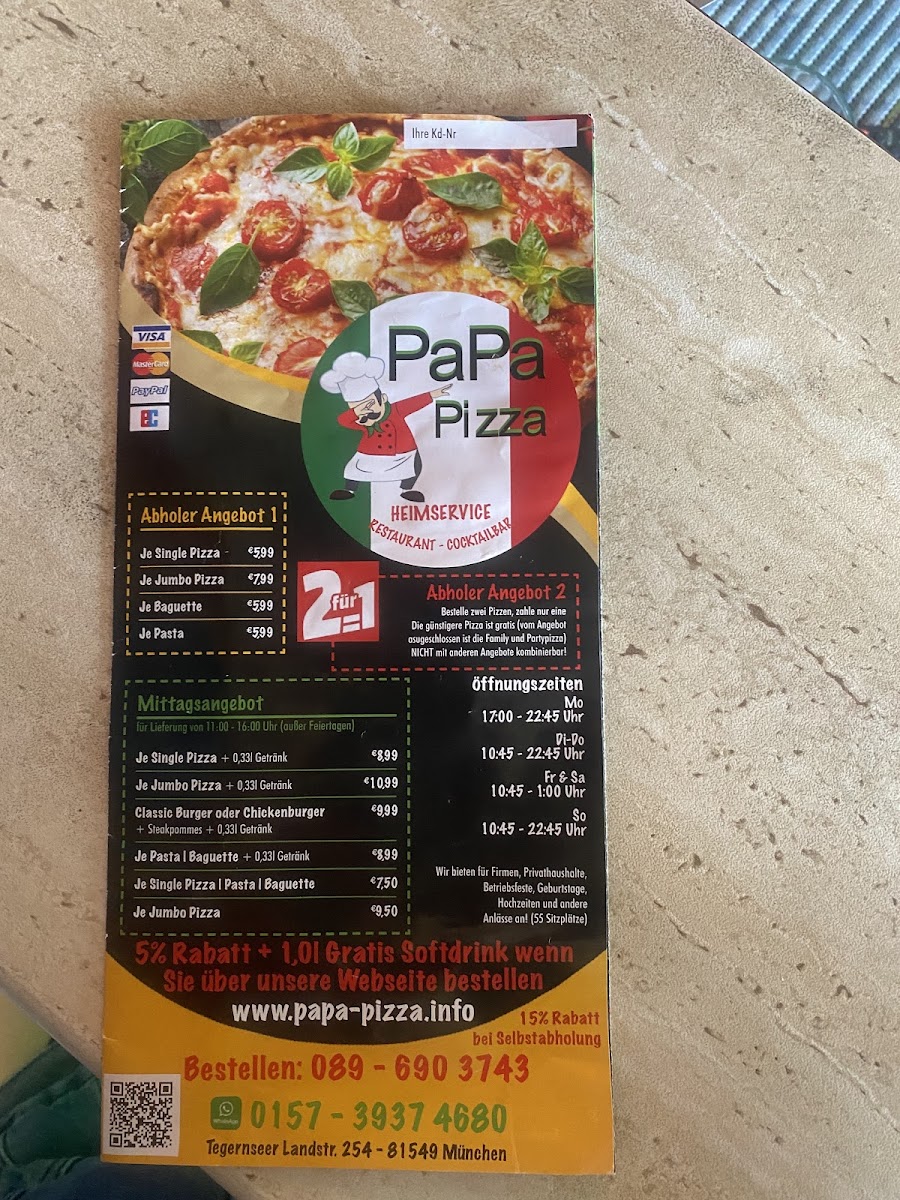 Ihre Kd-Nr
VISA
MasterCard
PayPal
ec
PaPa
Pizza
HEIMSERVICE
RESTAURANT - COCKTAILBAR
Abholer Angebot 1
Je Single Pizza - €5,99
Je Jumbo Pizza €7,99
Je Baguette €5,99
Je Pasta €5,99
2 für 1
Abholer Angebot 2
Bestelle zwei Pizzen, zahle nur eine
Die günstigere Pizza ist gratis (vom Angebot
asugeschlossen ist die Family und Partypizza)
NICHT mit anderen Angebote kombinierbar!
Mittagsangebot
für Lieferung von 11:00 - 16:00 Uhr (außer Feiertagen)
Je Single Pizza + 0,33l Getränk €8,99
Je Jumbo Pizza + 0,33l Getränk €10,99
Classic Burger oder Chickenburger €9,99
+ Steakpommes + 0,33l Getränk
Je Pasta | Baguette + 0,33l Getränk €8,99
Je Single Pizza | Pasta | Baguette €7,50
Je Jumbo Pizza €9,50
öffnungszeiten
Mo
17:00 - 22:45 Uhr
Di-Do
10:45 - 22:45 Uhr
Fr & Sa
10:45 - 1:00 Uhr
So
10:45 - 22:45 Uhr
Wir bieten für Firmen, Privathaushalte,
Betriebsfeste, Geburtstage,
Hochzeiten und andere
Anlässe an! (55 Sitzplätze)
5% Rabatt + 1,0l Gratis Softdrink wenn
Sie über unsere Webseite bestellen
www.papa-pizza.info
15% Rabatt
bei Selbstabholung
Bestellen: 089 - 690 3743
WhatsApp
0157 - 3937 4680
Tegernseer Landstr. 254 - 81549 München